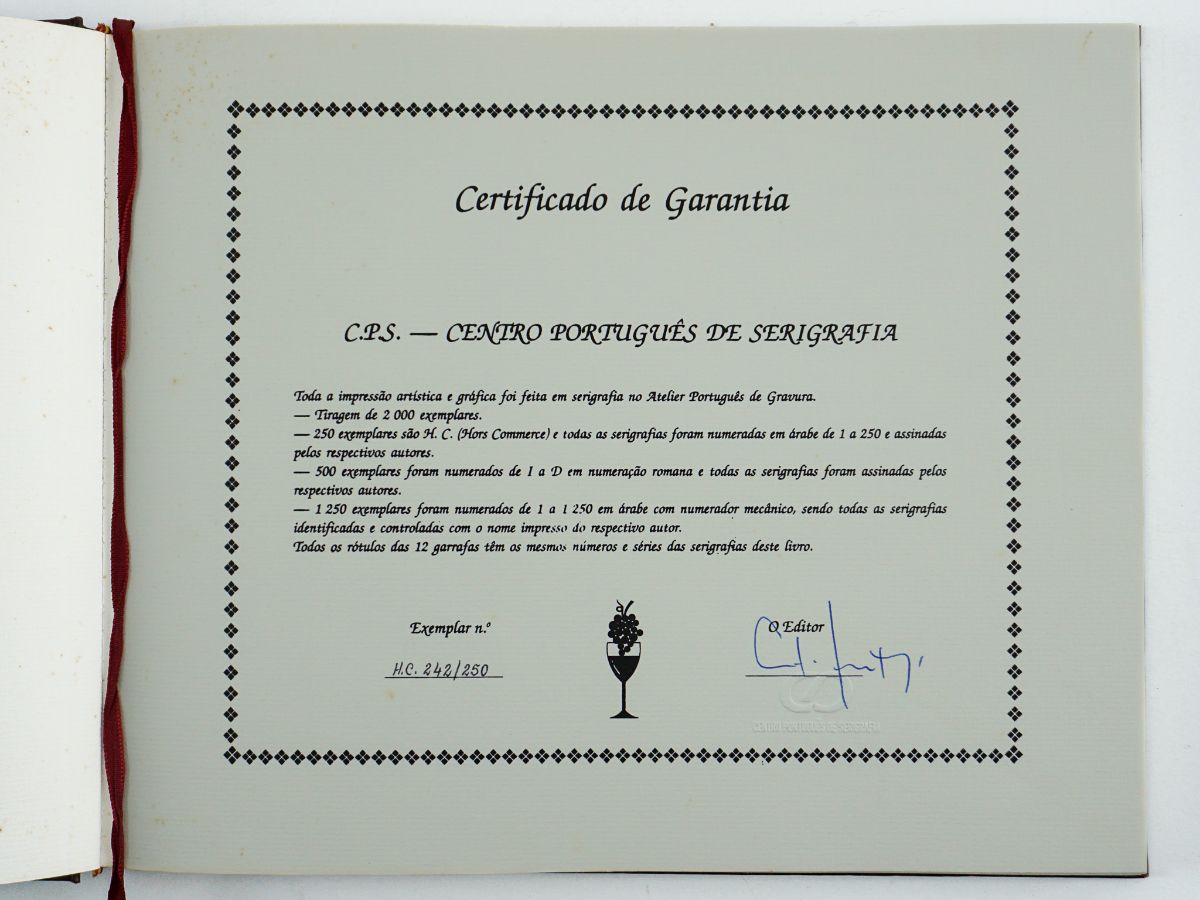 Certificado de Garantia
C.P.S. — CENTRO PORTUGUÊS DE SERIGRAFIA
Toda a impressão artística e gráfica foi feita em serigrafia no Atelier Português de Gravura.
— Tiragem de 2 000 exemplares.
— 250 exemplares são H. C. (Hors Commerce) e todas as serigrafias foram numeradas em árabe de 1 a 250 e assinadas
pelos respectivos autores.
— 500 exemplares foram numerados de I a D em numeração romana e todas as serigrafias foram assinadas pelos
respectivos autores.
— 1 250 exemplares foram numerados de 1 a 1 250 em árabe com numerador mecânico, sendo todas as serigrafias
identificadas e controladas com o nome impresso do respectivo autor.
Todos os rótulos das 12 garrafas têm os mesmos números e séries das serigrafias deste livro.
Exemplar n.º
H.C. 242/250
O Editor
CENTRO PORTUGUÊS DE SERIGRAFIA